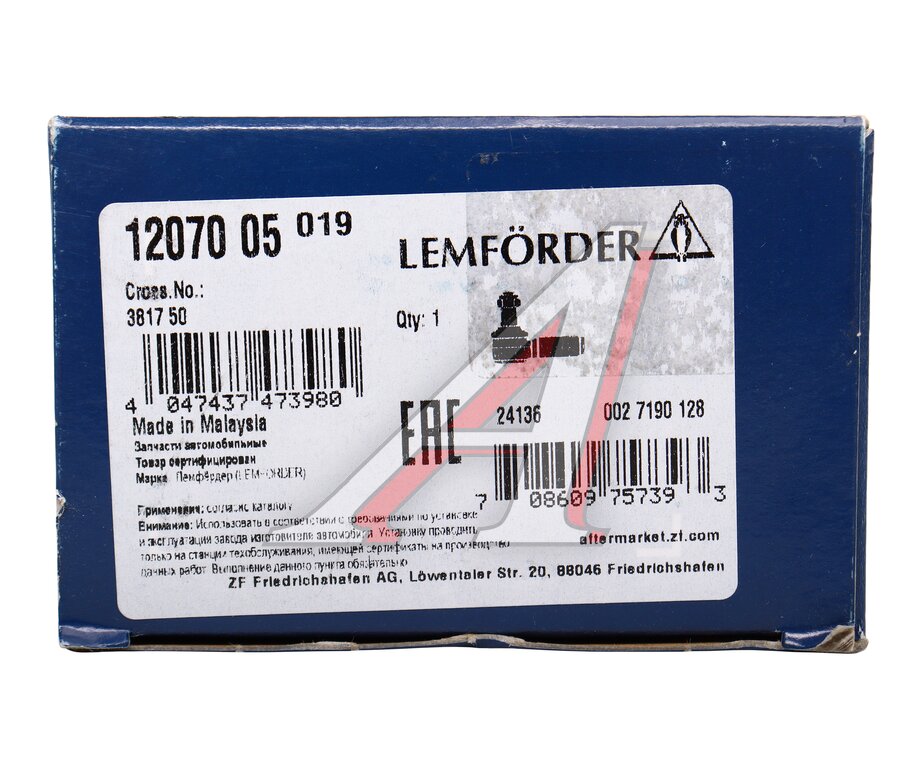 12070 05 019
LEMFÖRDER
Cross.No.:
3817 50
Qty: 1
4 047437 473980
Made in Malaysia
Запчасти автомобильные
Товар сертифицирован
Марка: Лемфёрдер (LEMFÖRDER)
EAC
24136
002 7190 128
7 08609 75739 3
Применение: согласно каталогу
Внимание: Использовать в соответствии с требованиями по установке
и эксплуатации завода изготовителя автомобиля. Установку проводить
только на станции техобслуживания, имеющей сертификаты на производство
данных работ. Выполнение данного пункта обязательно.
aftermarket.zf.com
ZF Friedrichshafen AG, Löwentaler Str. 20, 88046 Friedrichshafen